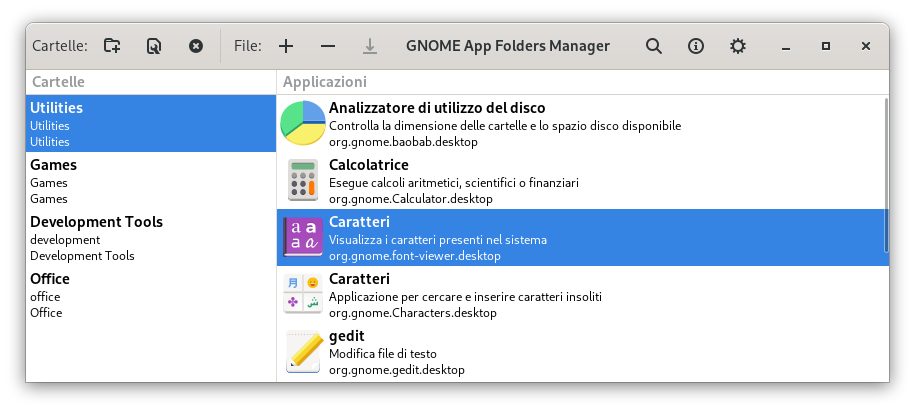 Cartelle:
File:
GNOME App Folders Manager
Cartelle
Applicazioni
Utilities
Utilities
Utilities
Games
Games
Games
Development Tools
development
Development Tools
Office
office
Office
Analizzatore di utilizzo del disco
Controlla la dimensione delle cartelle e lo spazio disco disponibile
org.gnome.baobab.desktop
Calcolatrice
Esegue calcoli aritmetici, scientifici o finanziari
org.gnome.Calculator.desktop
a a
a a
Caratteri
Visualizza i caratteri presenti nel sistema
org.gnome.font-viewer.desktop
月
ش
Caratteri
Applicazione per cercare e inserire caratteri insoliti
org.gnome.Characters.desktop
gedit
Modifica file di testo
org.gnome.gedit.desktop